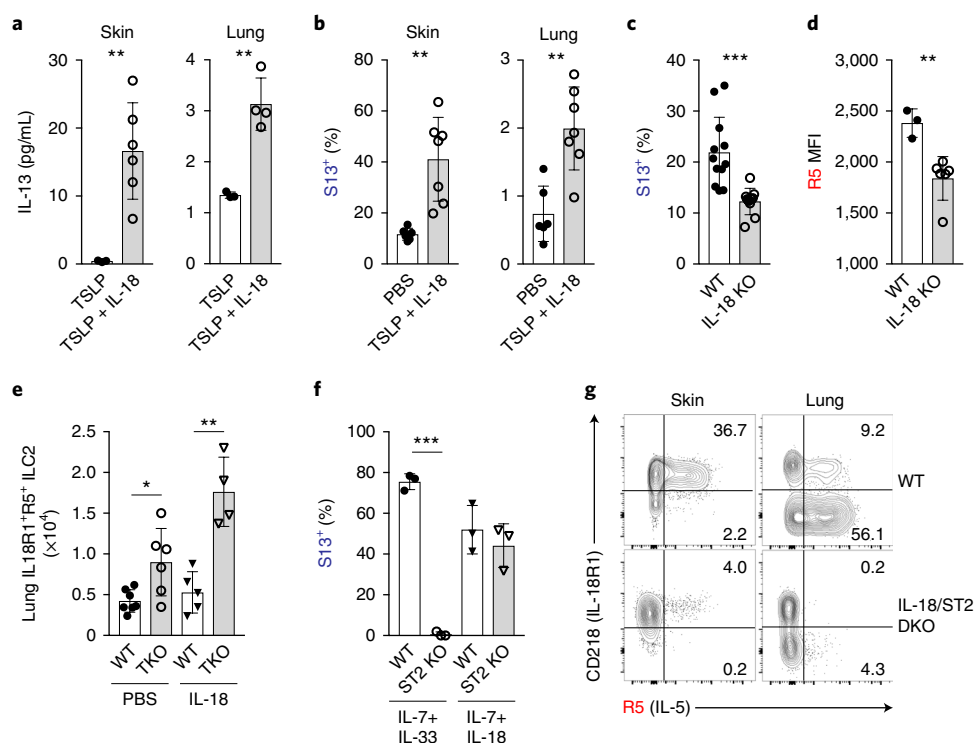 a
Skin
Lung
**
**
IL-13 (pg/mL)
30
20
10
0
4
3
2
1
0
TSLP
TSLP + IL-18
TSLP
TSLP + IL-18
b
Skin
Lung
**
**
S13+ (%)
80
60
40
20
0
3
2
1
0
PBS
TSLP + IL-18
PBS
TSLP + IL-18
c
***
S13+ (%)
40
30
20
10
0
WT
IL-18 KO
d
**
R5 MFI
3,000
2,500
2,000
1,500
1,000
WT
IL-18 KO
e
Lung IL18R1+R5+ ILC2
(×10⁴)
2.5
2.0
1.5
1.0
0.5
0
*
**
WT
TKO
WT
TKO
PBS
IL-18
f
S13+ (%)
100
80
60
40
20
0
***
WT
ST2 KO
WT
ST2 KO
IL-7+
IL-33
IL-7+
IL-18
g
Skin
Lung
36.7
9.2
WT
2.2
56.1
4.0
0.2
IL-18/ST2
DKO
0.2
4.3
CD218 (IL-18R1)
R5 (IL-5)